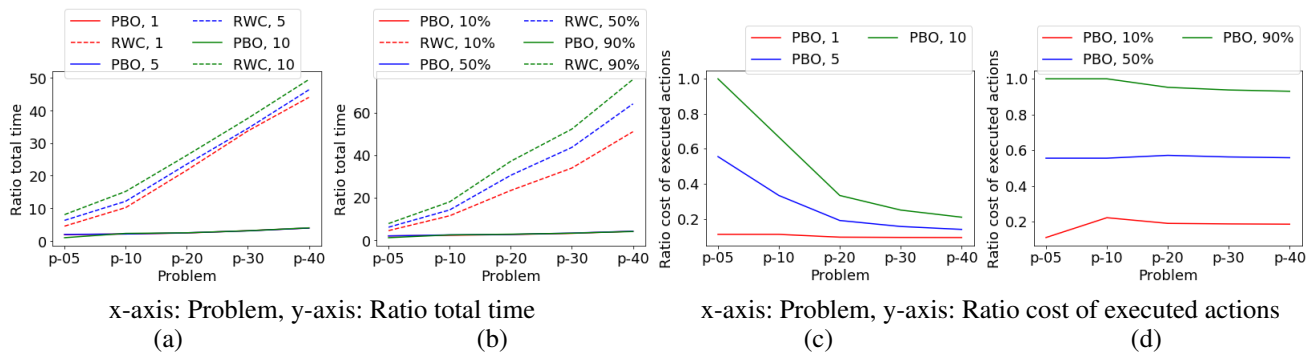 PBO, 1
RWC, 1
PBO, 5
RWC, 5
PBO, 10
RWC, 10
Ratio total time
50
40
30
20
10
0
p-05 p-10 p-20 p-30 p-40
Problem
PBO, 10%
RWC, 10%
PBO, 50%
RWC, 50%
PBO, 90%
RWC, 90%
Ratio total time
60
40
20
0
p-05 p-10 p-20 p-30 p-40
Problem
x-axis: Problem, y-axis: Ratio total time
(a) (b)
PBO, 1
PBO, 5
PBO, 10
Ratio cost of executed actions
1.0
0.8
0.6
0.4
0.2
p-05 p-10 p-20 p-30 p-40
Problem
PBO, 10%
PBO, 50%
PBO, 90%
Ratio cost of executed actions
1.0
0.8
0.6
0.4
0.2
p-05 p-10 p-20 p-30 p-40
Problem
x-axis: Problem, y-axis: Ratio cost of executed actions
(c) (d)